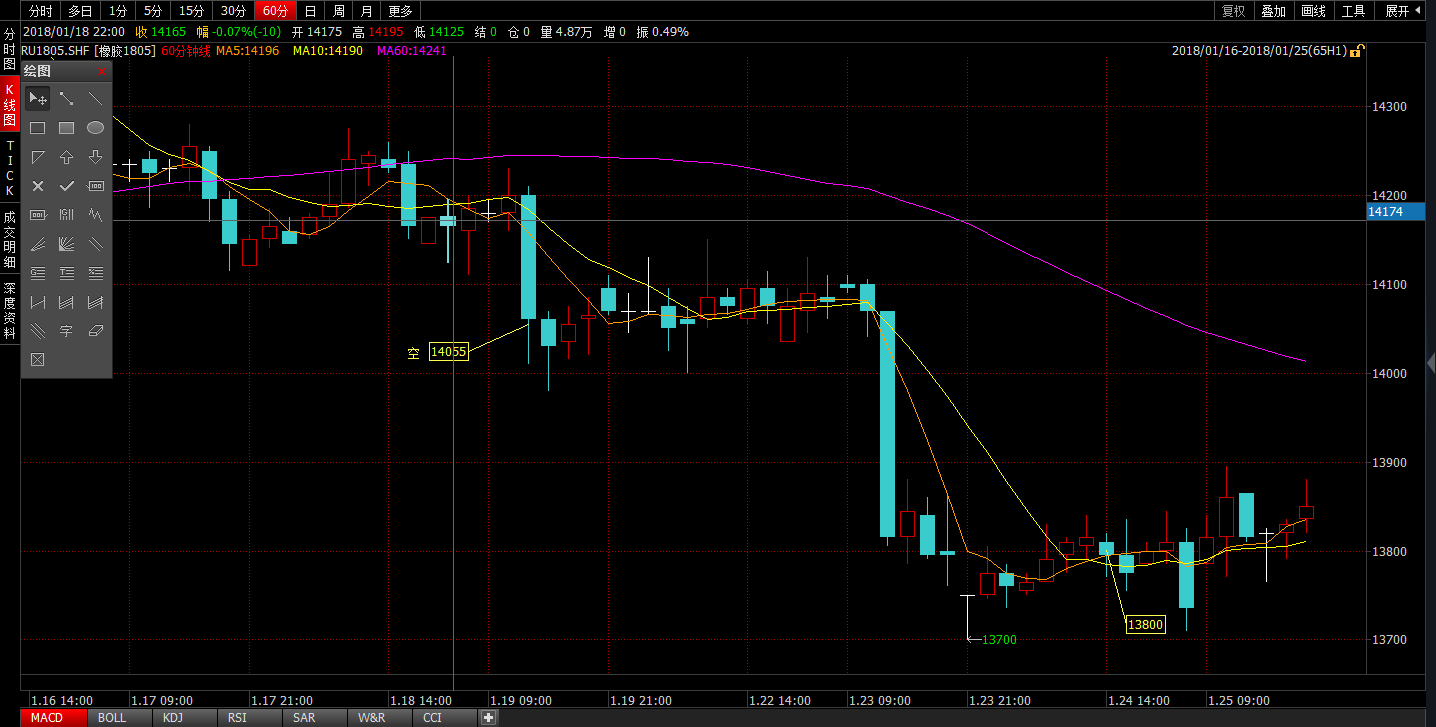 分时 多日 1分 5分 15分 30分 60分 日 周 月 更多 复权 叠加 画线 工具 展开
2018/01/18 22:00 收 14165 幅 -0.07%(-10) 开 14175 高 14195 低 14125 结 0 仓 0 量 4.87万 增 0 振 0.49%
RU1805.SHF [橡胶1805] 60分钟线 MA5:14196 MA10:14190 MA60:14241 2018/01/16-2018/01/25(65H1)
分时图
K线图
TICK
成交明细
深度资料
绘图
字
14300
14200
14174
14100
空 14055
14000
13900
13800
13800
13700
13700
1.16 14:00 1.17 09:00 1.17 21:00 1.18 14:00 1.19 09:00 1.19 21:00 1.22 14:00 1.23 09:00 1.23 21:00 1.24 14:00 1.25 09:00
MACD BOLL KDJ RSI SAR W&R CCI